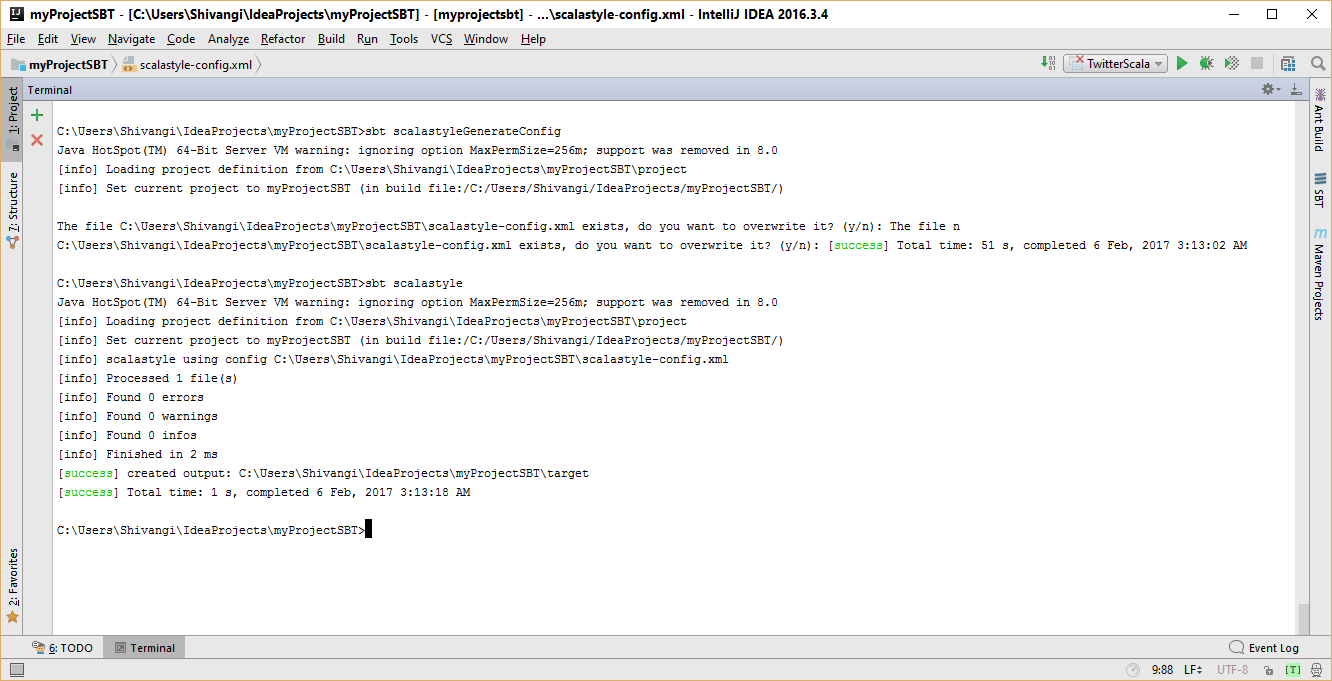 myProjectSBT - [C:\Users\Shivangi\IdeaProjects\myProjectSBT] - [myprojectsbt] - ...\scalastyle-config.xml - IntelliJ IDEA 2016.3.4
File Edit View Navigate Code Analyze Refactor Build Run Tools VCS Window Help
myProjectSBT scalastyle-config.xml TwitterScala
1: Project
7: Structure
2: Favorites
Terminal
C:\Users\Shivangi\IdeaProjects\myProjectSBT>sbt scalastyleGenerateConfig
Java HotSpot(TM) 64-Bit Server VM warning: ignoring option MaxPermSize=256m; support was removed in 8.0
[info] Loading project definition from C:\Users\Shivangi\IdeaProjects\myProjectSBT\project
[info] Set current project to myProjectSBT (in build file:/C:/Users/Shivangi/IdeaProjects/myProjectSBT/)
The file C:\Users\Shivangi\IdeaProjects\myProjectSBT\scalastyle-config.xml exists, do you want to overwrite it? (y/n): The file n
C:\Users\Shivangi\IdeaProjects\myProjectSBT\scalastyle-config.xml exists, do you want to overwrite it? (y/n): [success] Total time: 51 s, completed 6 Feb, 2017 3:13:02 AM
C:\Users\Shivangi\IdeaProjects\myProjectSBT>sbt scalastyle
Java HotSpot(TM) 64-Bit Server VM warning: ignoring option MaxPermSize=256m; support was removed in 8.0
[info] Loading project definition from C:\Users\Shivangi\IdeaProjects\myProjectSBT\project
[info] Set current project to myProjectSBT (in build file:/C:/Users/Shivangi/IdeaProjects/myProjectSBT/)
[info] scalastyle using config C:\Users\Shivangi\IdeaProjects\myProjectSBT\scalastyle-config.xml
[info] Processed 1 file(s)
[info] Found 0 errors
[info] Found 0 warnings
[info] Found 0 infos
[info] Finished in 2 ms
[success] created output: C:\Users\Shivangi\IdeaProjects\myProjectSBT\target
[success] Total time: 1 s, completed 6 Feb, 2017 3:13:18 AM
C:\Users\Shivangi\IdeaProjects\myProjectSBT>
Ant Build
SBT
Maven Projects
6: TODO Terminal Event Log
9:88 LF UTF-8 [T]